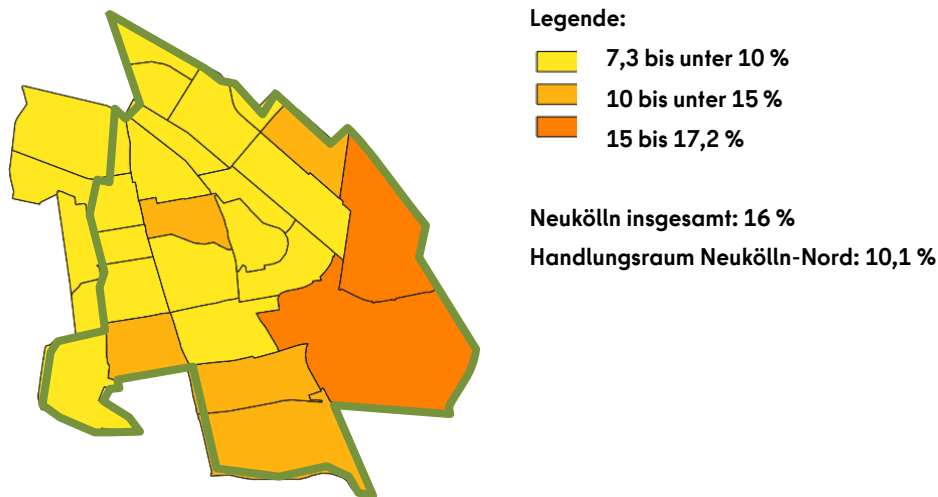 Legende:
7,3 bis unter 10 %
10 bis unter 15 %
15 bis 17,2 %
Neukölln insgesamt: 16 %
Handlungsraum Neukölln-Nord: 10,1 %